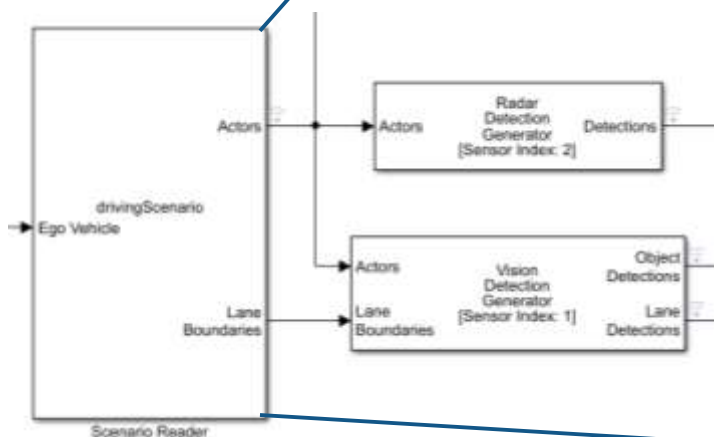 Actors
drivingScenario
Ego Vehicle
Lane
Boundaries
Scenario Reader
Actors
Radar
Detection
Generator
[Sensor Index: 2]
Detections
Actors
Lane
Boundaries
Vision
Detection
Generator
[Sensor Index: 1]
Object
Detections
Lane
Detections